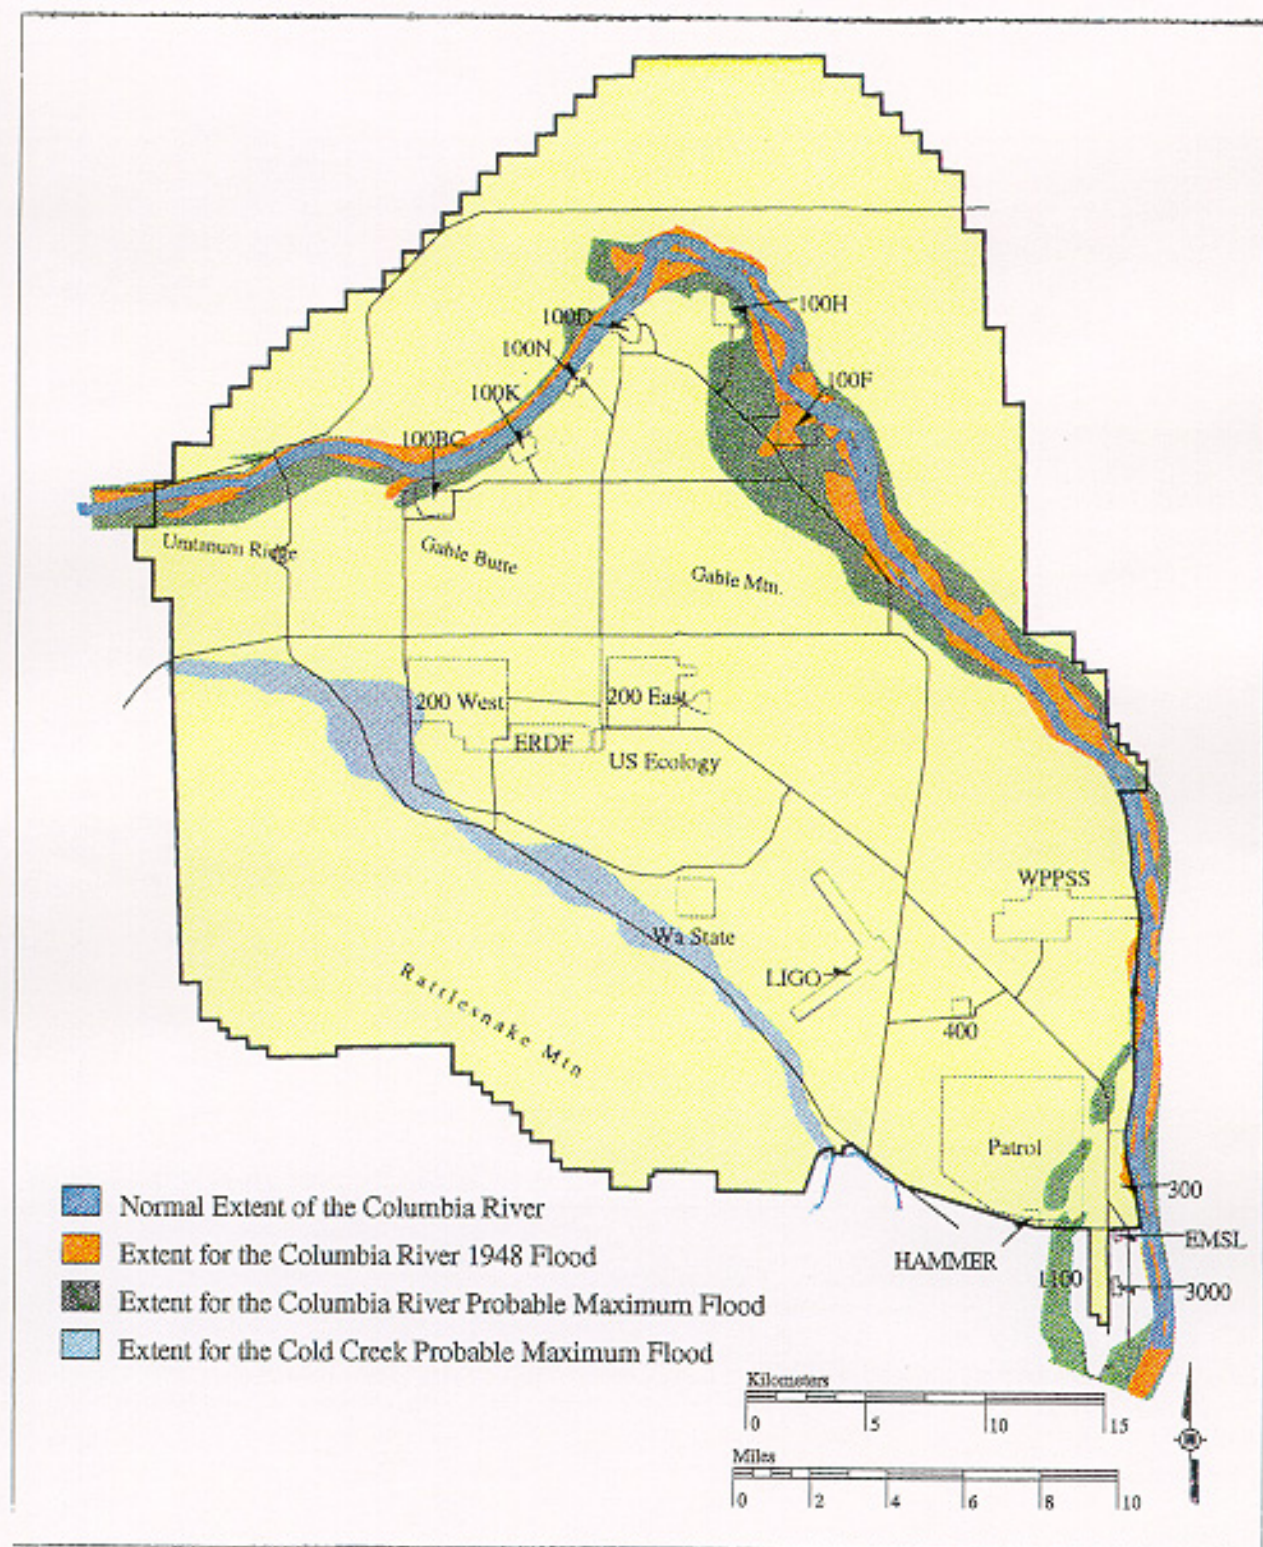 100H
100D
100N
100F
100K
100BC
Umtanum Ridge
Gable Butte
Gable Mtn.
200 West
200 East
ERDF
US Ecology
WPPSS
Wa State
LIGO
Rattlesnake Mtn
400
Patrol
300
Normal Extent of the Columbia River
EMSL
Extent for the Columbia River 1948 Flood
HAMMER
1100
3000
Extent for the Columbia River Probable Maximum Flood
Extent for the Cold Creek Probable Maximum Flood
Kilometers
0 5 10 15
Miles
0 2 4 6 8 10